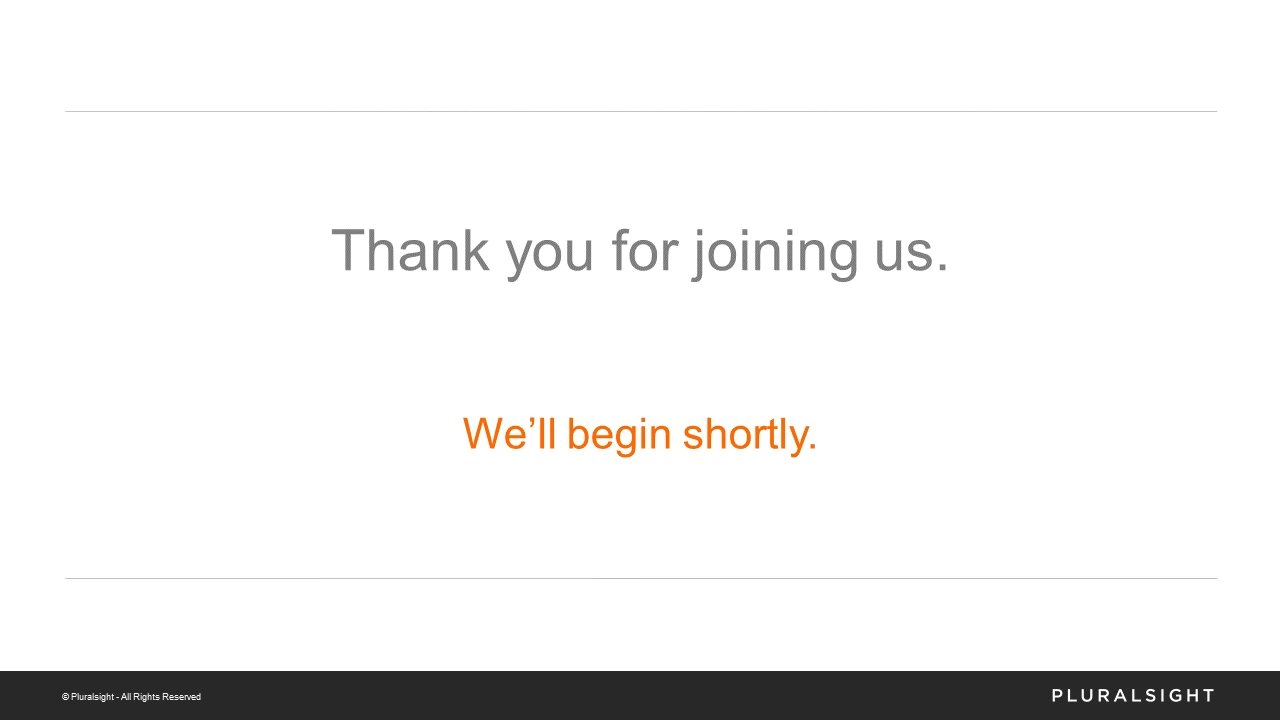 Thank you for joining us.
We’ll begin shortly.
© Pluralsight - All Rights Reserved
PLURALSIGHT